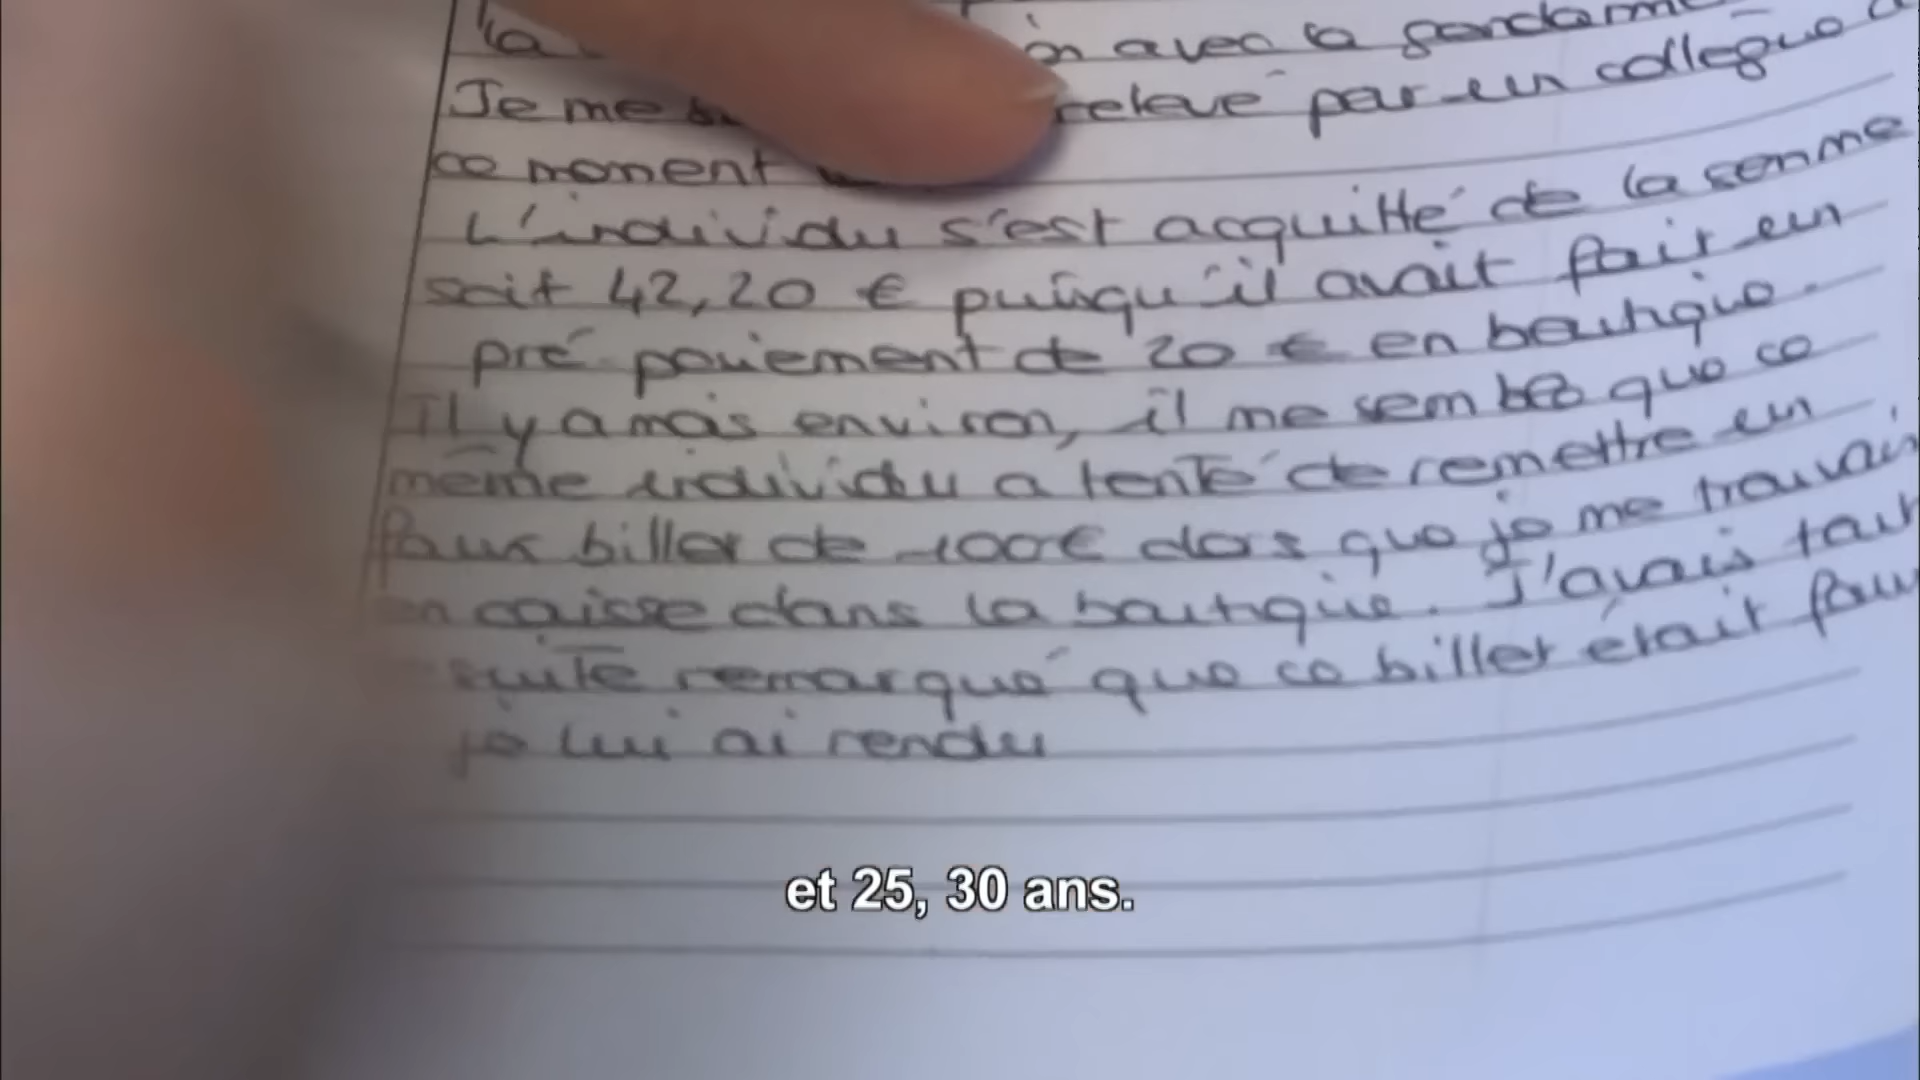 la avec la gendarme
Je me relevé par un collègue
ce moment
L'individu s'est acquitté de la somme
soit 42,20 € puisqu'il avait fait un
pré paiement de 20 € en boutique.
Il y a mois environ, il me semble que ce
même individu a tenté de remettre un
faux billet de 100€ alors que je me trouvais
en caisse dans la boutique. J'avais tout
suite remarqué que ce billet était faux
je lui ai rendu
et 25, 30 ans.